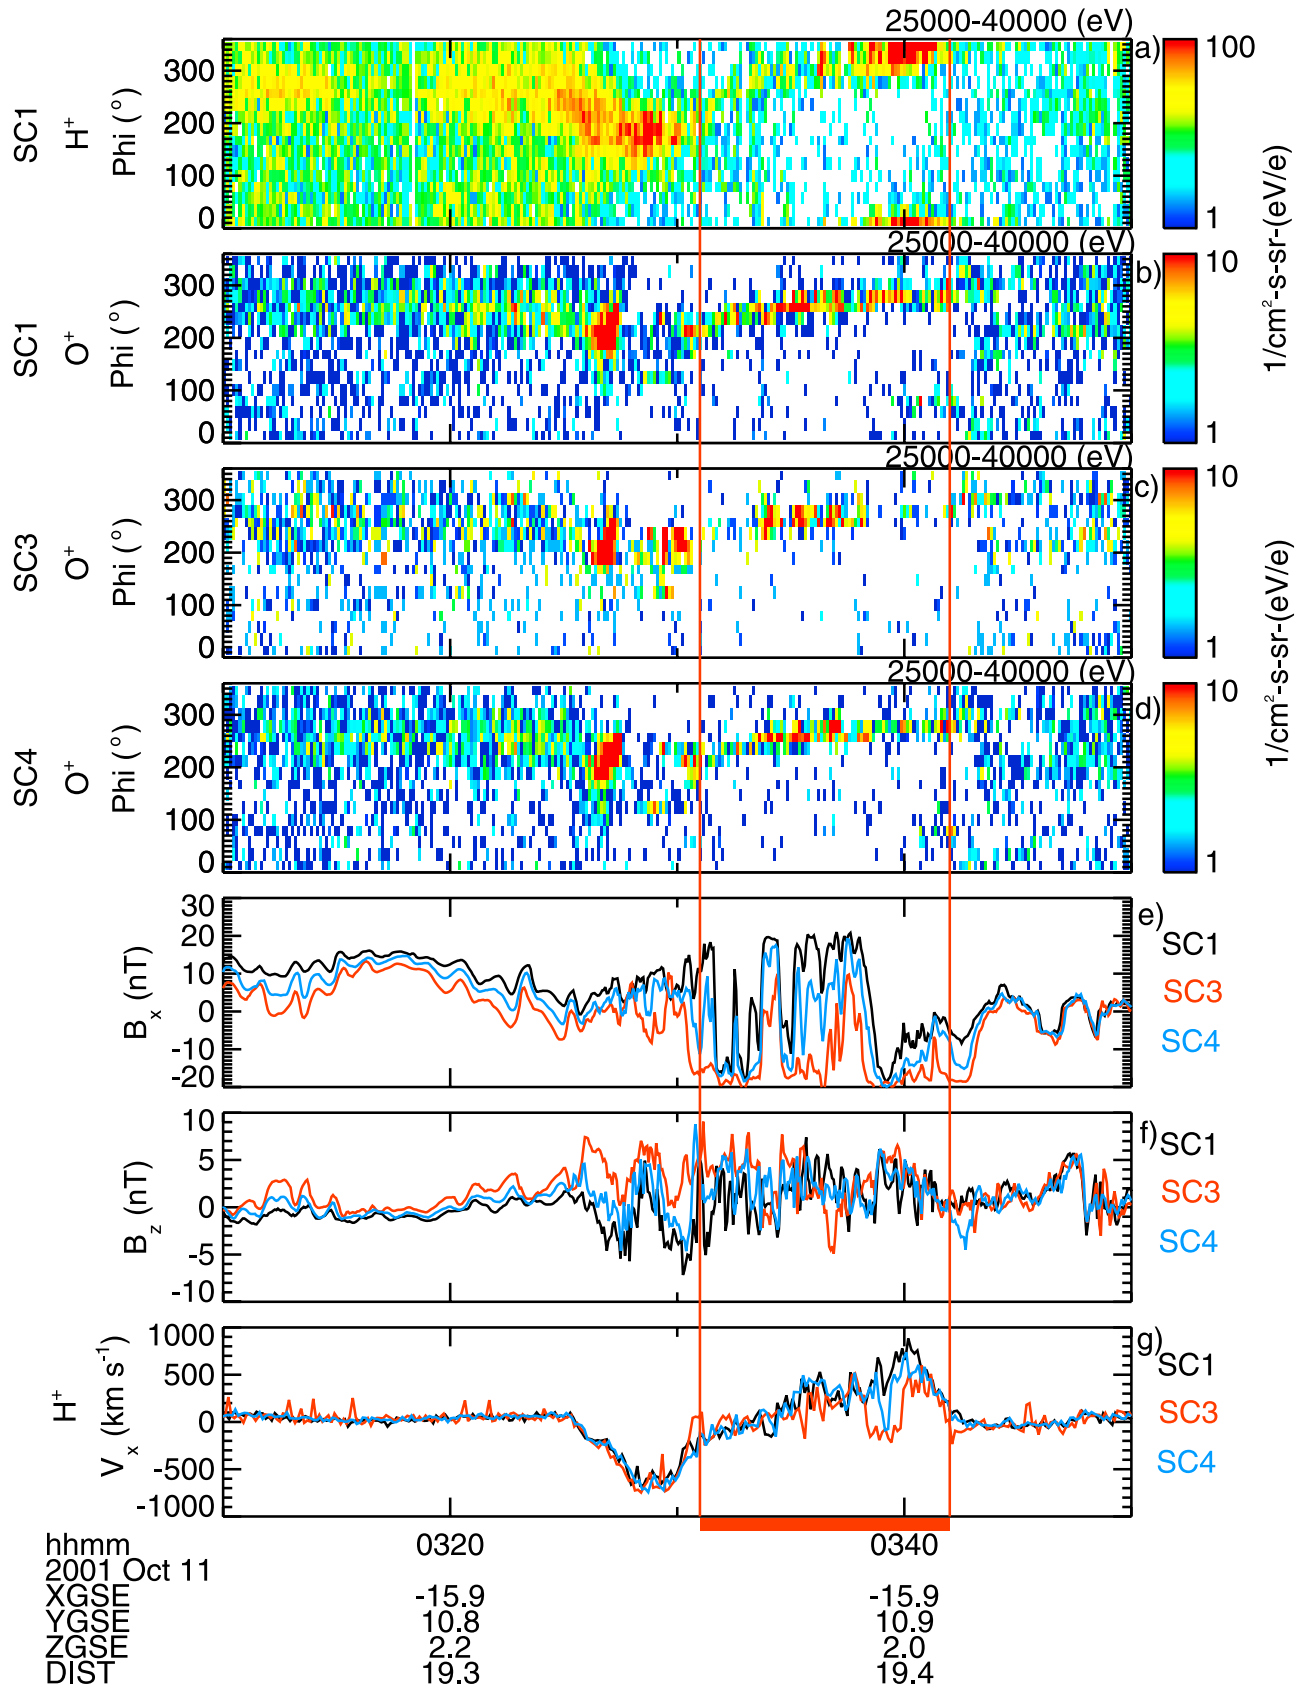 25000-40000 (eV)
SC1 H⁺ Phi (°)
300
200
100
0
a)
100
1
25000-40000 (eV)
SC1 O⁺ Phi (°)
300
200
100
0
b)
10
1
1/cm²-s-sr-(eV/e)
25000-40000 (eV)
SC3 O⁺ Phi (°)
300
200
100
0
c)
10
1
25000-40000 (eV)
SC4 O⁺ Phi (°)
300
200
100
0
d)
10
1
1/cm²-s-sr-(eV/e)
Bₓ (nT)
30
20
10
0
-10
-20
e)
SC1
SC3
SC4
B_z (nT)
10
5
0
-5
-10
f)
SC1
SC3
SC4
H⁺
Vₓ (km s⁻¹)
1000
500
0
-500
-1000
g)
SC1
SC3
SC4
hhmm 0320 0340
2001 Oct 11
XGSE -15.9 -15.9
YGSE 10.8 10.9
ZGSE 2.2 2.0
DIST 19.3 19.4